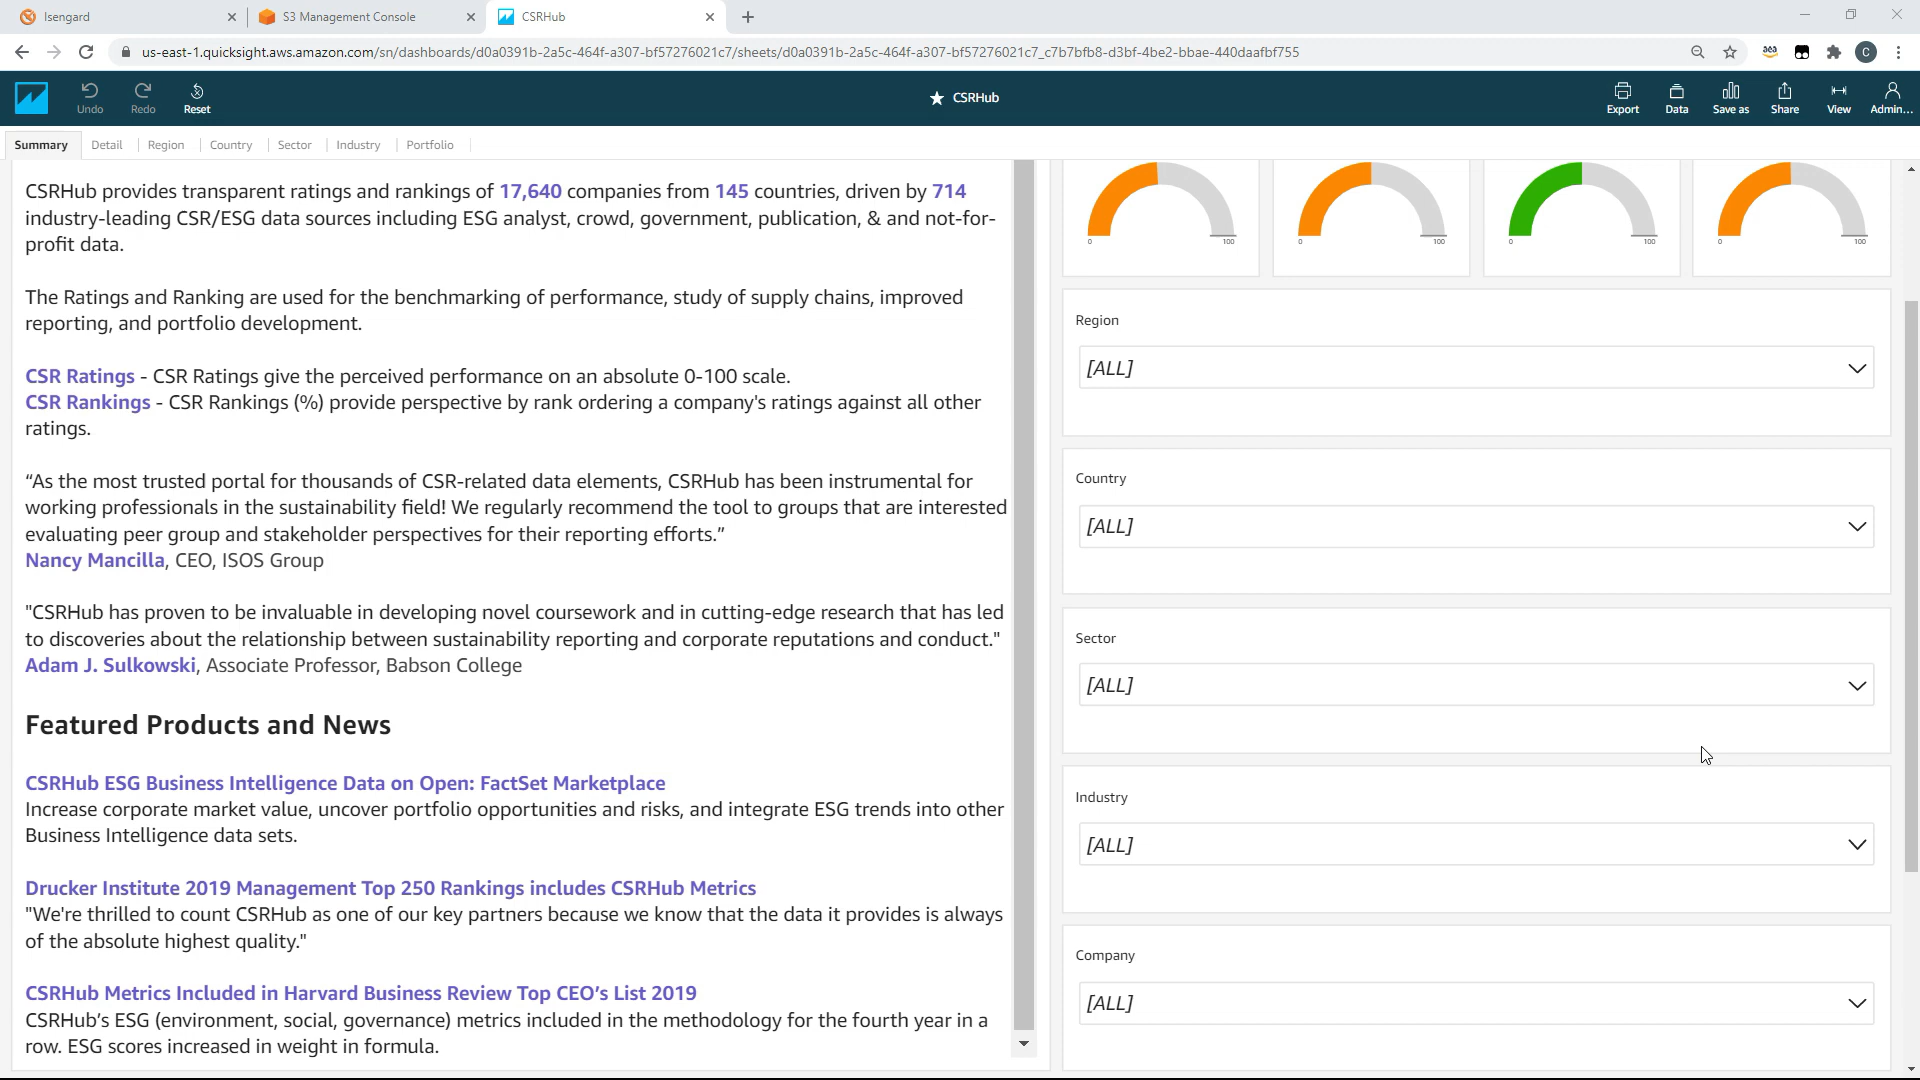 Isengard
S3 Management Console
CSRHub
us-east-1.quicksight.aws.amazon.com/sn/dashboards/d0a0391b-2a5c-464f-a307-bf57276021c7/sheets/d0a0391b-2a5c-464f-a307-bf57276021c7_c7b7bfb8-d3bf-4be2-bbae-440daafbf755
aws
C
Undo
Redo
Reset
CSRHub
Export
Data
Save as
Share
View
Admin...
Summary
Detail
Region
Country
Sector
Industry
Portfolio
CSRHub provides transparent ratings and rankings of 17,640 companies from 145 countries, driven by 714
industry-leading CSR/ESG data sources including ESG analyst, crowd, government, publication, & and not-for-
profit data.
The Ratings and Ranking are used for the benchmarking of performance, study of supply chains, improved
reporting, and portfolio development.
CSR Ratings - CSR Ratings give the perceived performance on an absolute 0-100 scale.
CSR Rankings - CSR Rankings (%) provide perspective by rank ordering a company's ratings against all other
ratings.
“As the most trusted portal for thousands of CSR-related data elements, CSRHub has been instrumental for
working professionals in the sustainability field! We regularly recommend the tool to groups that are interested
evaluating peer group and stakeholder perspectives for their reporting efforts.”
Nancy Mancilla, CEO, ISOS Group
"CSRHub has proven to be invaluable in developing novel coursework and in cutting-edge research that has led
to discoveries about the relationship between sustainability reporting and corporate reputations and conduct."
Adam J. Sulkowski, Associate Professor, Babson College
Featured Products and News
CSRHub ESG Business Intelligence Data on Open: FactSet Marketplace
Increase corporate market value, uncover portfolio opportunities and risks, and integrate ESG trends into other
Business Intelligence data sets.
Drucker Institute 2019 Management Top 250 Rankings includes CSRHub Metrics
"We're thrilled to count CSRHub as one of our key partners because we know that the data it provides is always
of the absolute highest quality."
CSRHub Metrics Included in Harvard Business Review Top CEO’s List 2019
CSRHub’s ESG (environment, social, governance) metrics included in the methodology for the fourth year in a
row. ESG scores increased in weight in formula.
0 100
0 100
0 100
0 100
Region
[ALL]
Country
[ALL]
Sector
[ALL]
Industry
[ALL]
Company
[ALL]